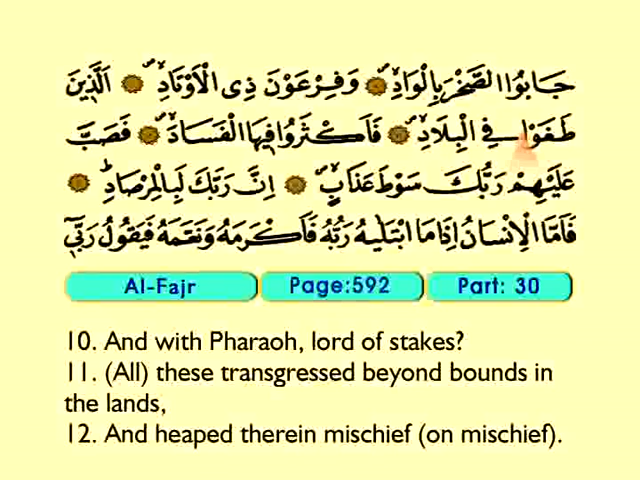 جَابُوا الصَّخْرَ بِالْوَادِ وَفِرْعَوْنَ ذِى الْاَوْتَادِ الَّذِينَ
طَغَوْا فِى الْبِلَادِ فَاَكْثَرُوا فِيهَا الْفَسَادَ فَصَبَّ
عَلَيْهِمْ رَبُّكَ سَوْطَ عَذَابٍ اِنَّ رَبَّكَ لَبِالْمِرْصَادِ
فَاَمَّا الْاِنْسَانُ اِذَا مَا ابْتَلٰيهُ رَبُّهُ فَاَكْرَمَهُ وَنَعَّمَهُ فَيَقُولُ رَبِّى
Al-Fajr Page:592 Part: 30
10. And with Pharaoh, lord of stakes?
11. (All) these transgressed beyond bounds in
the lands,
12. And heaped therein mischief (on mischief).